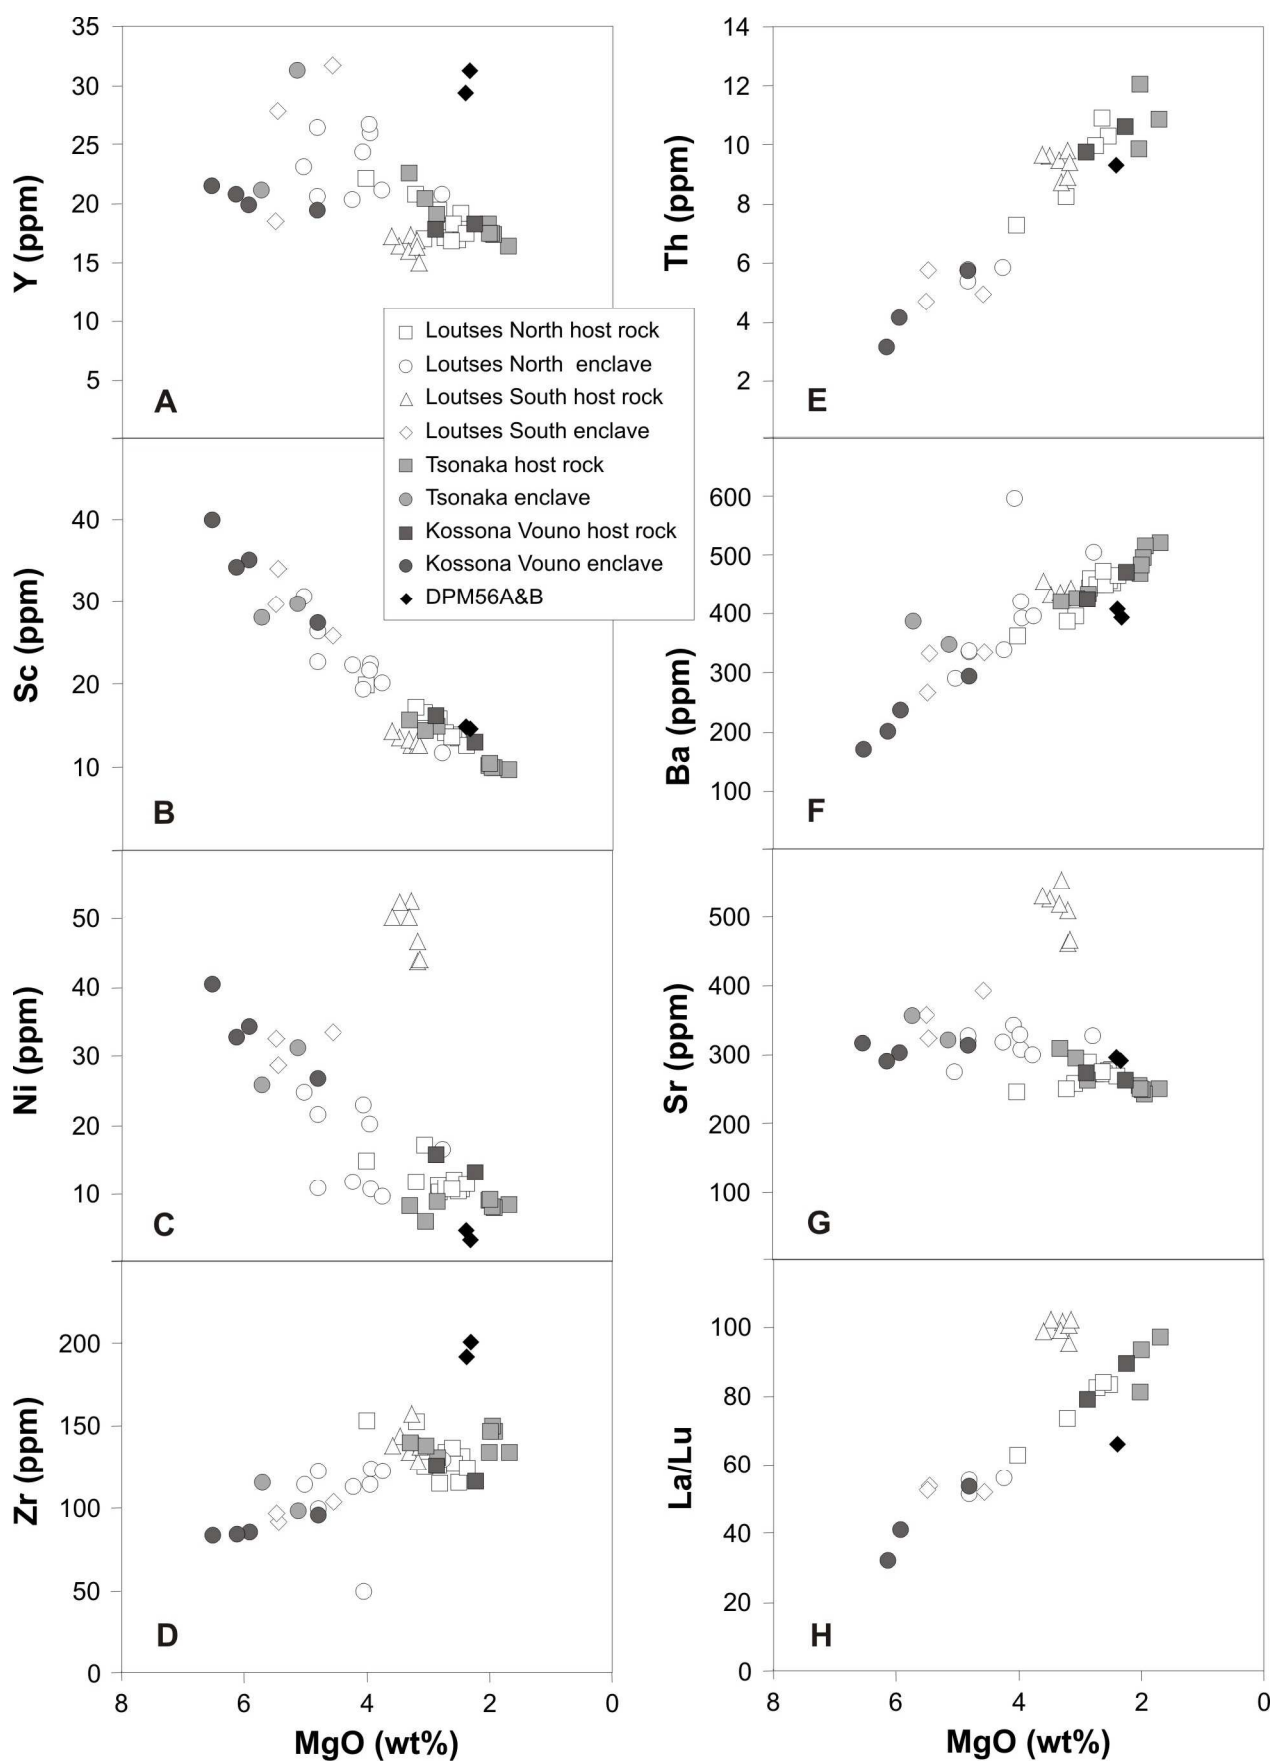 35
30
25
20
15
10
5
Y (ppm)
A
Loutses North host rock
Loutses North enclave
Loutses South host rock
Loutses South enclave
Tsonaka host rock
Tsonaka enclave
Kossona Vouno host rock
Kossona Vouno enclave
DPM56A&B
40
30
20
10
Sc (ppm)
B
50
40
30
20
10
Ni (ppm)
C
200
150
100
50
0
Zr (ppm)
D
8 6 4 2 0
MgO (wt%)
14
12
10
8
6
4
2
Th (ppm)
E
600
500
400
300
200
100
Ba (ppm)
F
500
400
300
200
100
Sr (ppm)
G
100
80
60
40
20
0
La/Lu
H
8 6 4 2 0
MgO (wt%)